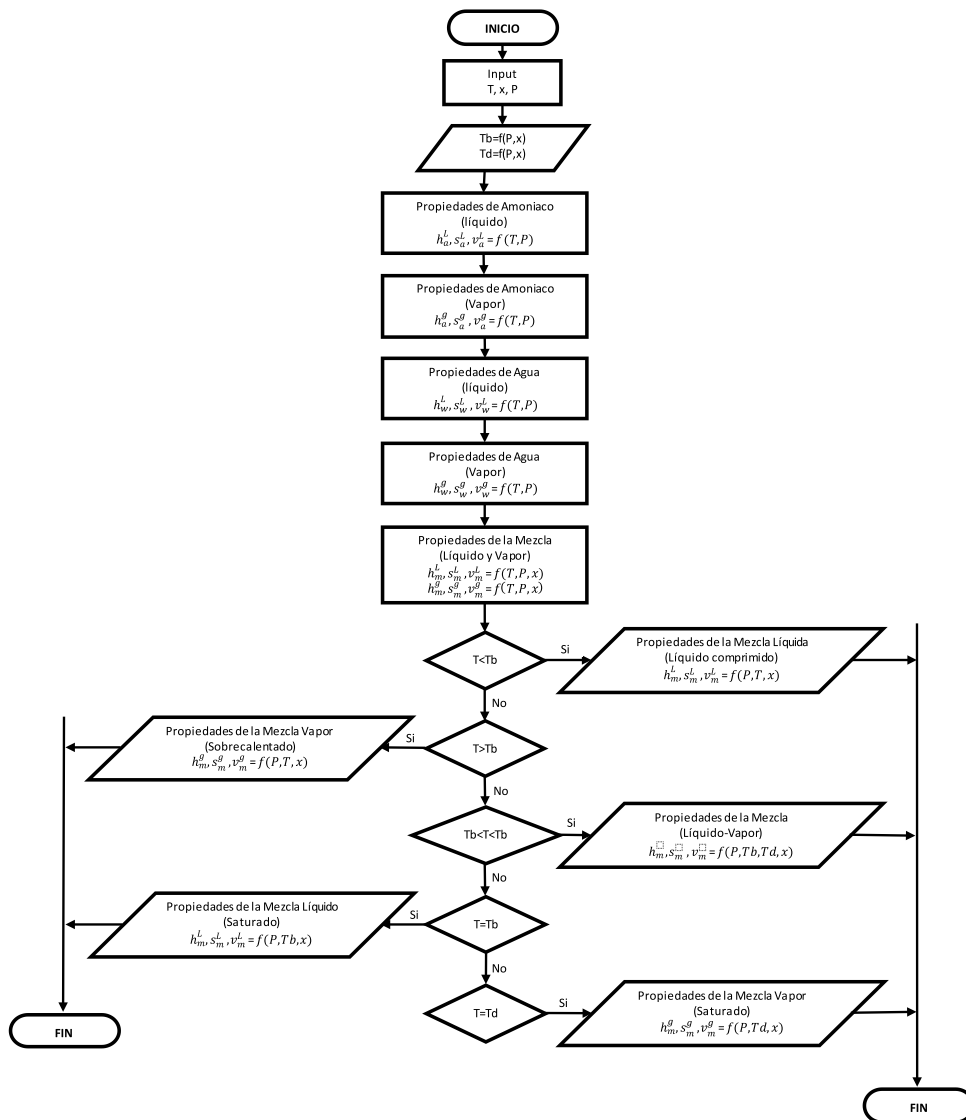 INICIO
Input
T, x, P
Tb=f(P,x)
Td=f(P,x)
Propiedades de Amoniaco
(líquido)
h_a^L, s_a^L, v_a^L = f(T,P)
Propiedades de Amoniaco
(Vapor)
h_a^g, s_a^g, v_a^g = f(T,P)
Propiedades de Agua
(líquido)
h_w^L, s_w^L, v_w^L = f(T,P)
Propiedades de Agua
(Vapor)
h_w^g, s_w^g, v_w^g = f(T,P)
Propiedades de la Mezcla
(Líquido y Vapor)
h_m^L, s_m^L, v_m^L = f(T,P,x)
h_m^g, s_m^g, v_m^g = f(T,P,x)
T<Tb
Si
Propiedades de la Mezcla Líquida
(Líquido comprimido)
h_m^L, s_m^L, v_m^L = f(P,T,x)
No
T>Tb
Si
Propiedades de la Mezcla Vapor
(Sobrecalentado)
h_m^g, s_m^g, v_m^g = f(P,T,x)
No
Tb<T<Tb
Si
Propiedades de la Mezcla
(Líquido-Vapor)
h_m^⬚, s_m^⬚, v_m^⬚ = f(P,Tb,Td,x)
No
T=Tb
Si
Propiedades de la Mezcla Líquido
(Saturado)
h_m^L, s_m^L, v_m^L = f(P,Tb,x)
No
T=Td
Si
Propiedades de la Mezcla Vapor
(Saturado)
h_m^g, s_m^g, v_m^g = f(P,Td,x)
FIN
FIN